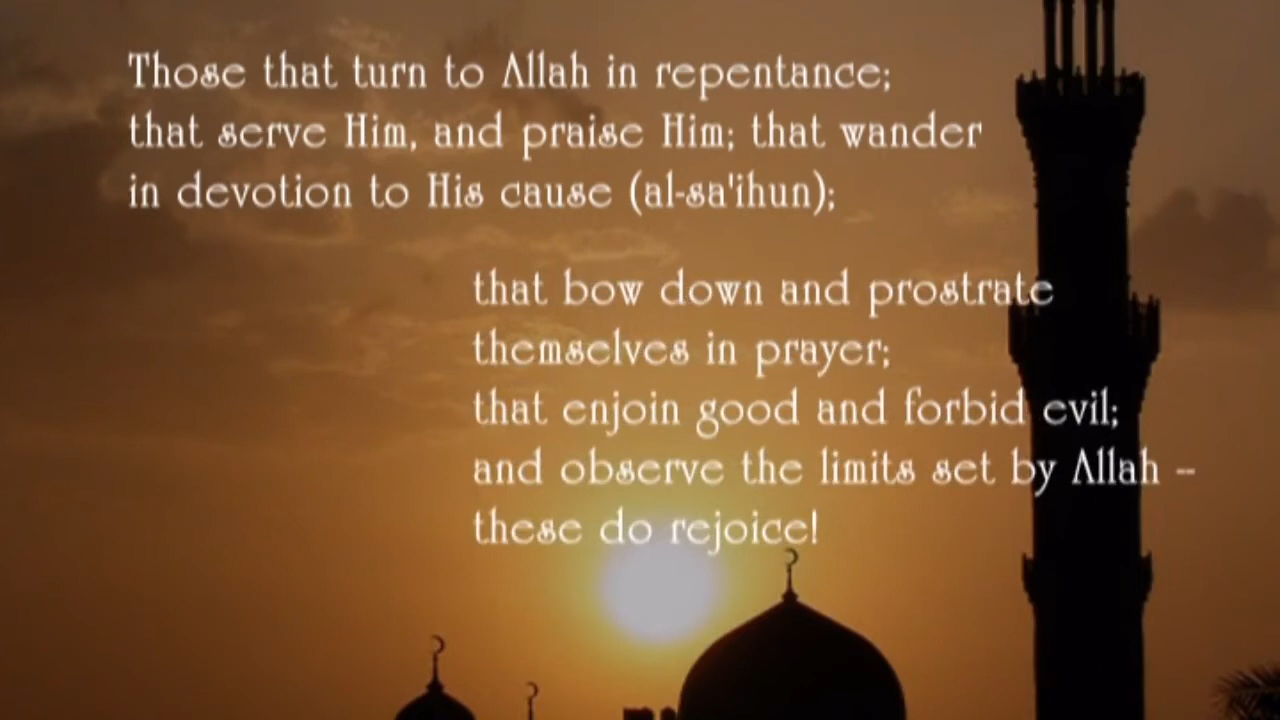 Those that turn to Allah in repentance;
that serve Him, and praise Him; that wander
in devotion to His cause (al-sa'ihun);
that bow down and prostrate
themselves in prayer;
that enjoin good and forbid evil;
and observe the limits set by Allah –
these do rejoice!